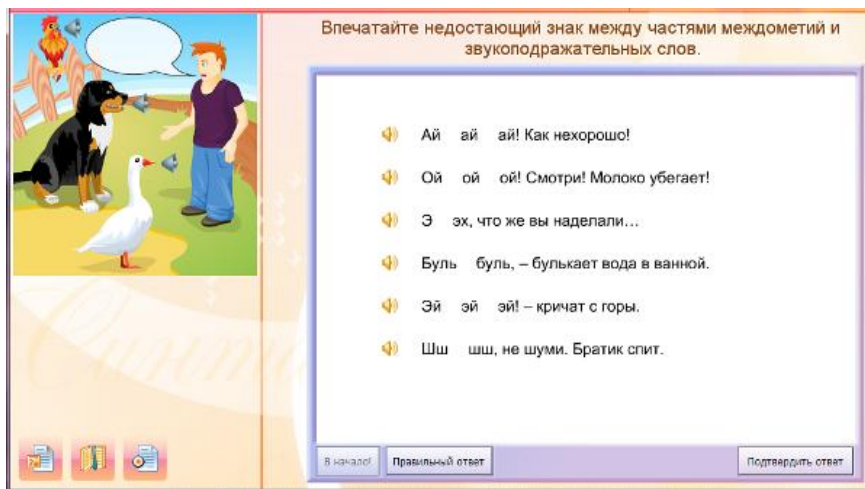 Впечатайте недостающий знак между частями междометий и
звукоподражательных слов.
Ай ай ай! Как нехорошо!
Ой ой ой! Смотри! Молоко убегает!
Э эх, что же вы наделали…
Буль буль, – булькает вода в ванной.
Эй эй эй! – кричат с горы.
Шш шш, не шуми. Братик спит.
В начало! Правильный ответ Подтвердить ответ